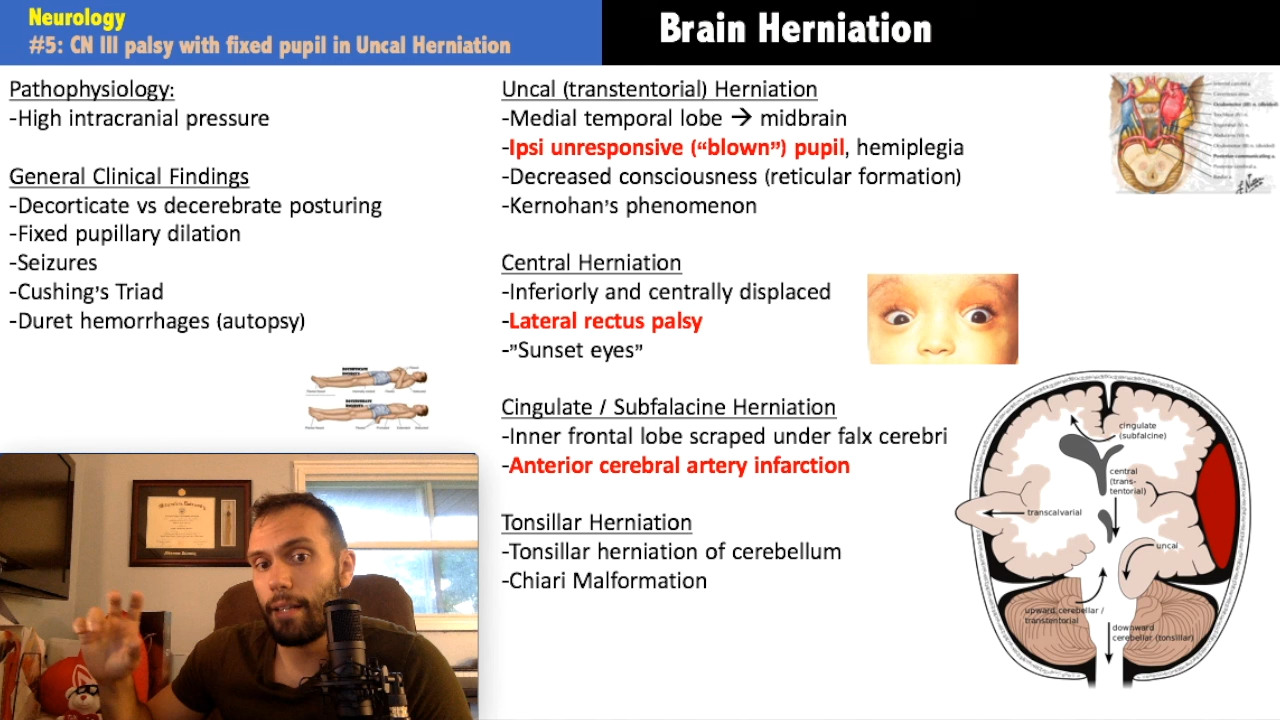 Neurology
#5: CN III palsy with fixed pupil in Uncal Herniation
Brain Herniation
Pathophysiology:
-High intracranial pressure
General Clinical Findings
-Decorticate vs decerebrate posturing
-Fixed pupillary dilation
-Seizures
-Cushing's Triad
-Duret hemorrhages (autopsy)
Uncal (transtentorial) Herniation
-Medial temporal lobe → midbrain
-Ipsi unresponsive (“blown”) pupil, hemiplegia
-Decreased consciousness (reticular formation)
-Kernohan's phenomenon
Central Herniation
-Inferiorly and centrally displaced
-Lateral rectus palsy
-”Sunset eyes”
Cingulate / Subfalacine Herniation
-Inner frontal lobe scraped under falx cerebri
-Anterior cerebral artery infarction
Tonsillar Herniation
-Tonsillar herniation of cerebellum
-Chiari Malformation
cingulate
(subfalcine)
central
(trans-
tentorial)
transcalvarial
uncal
upward cerebellar /
transtentorial
downward
cerebellar (tonsillar)